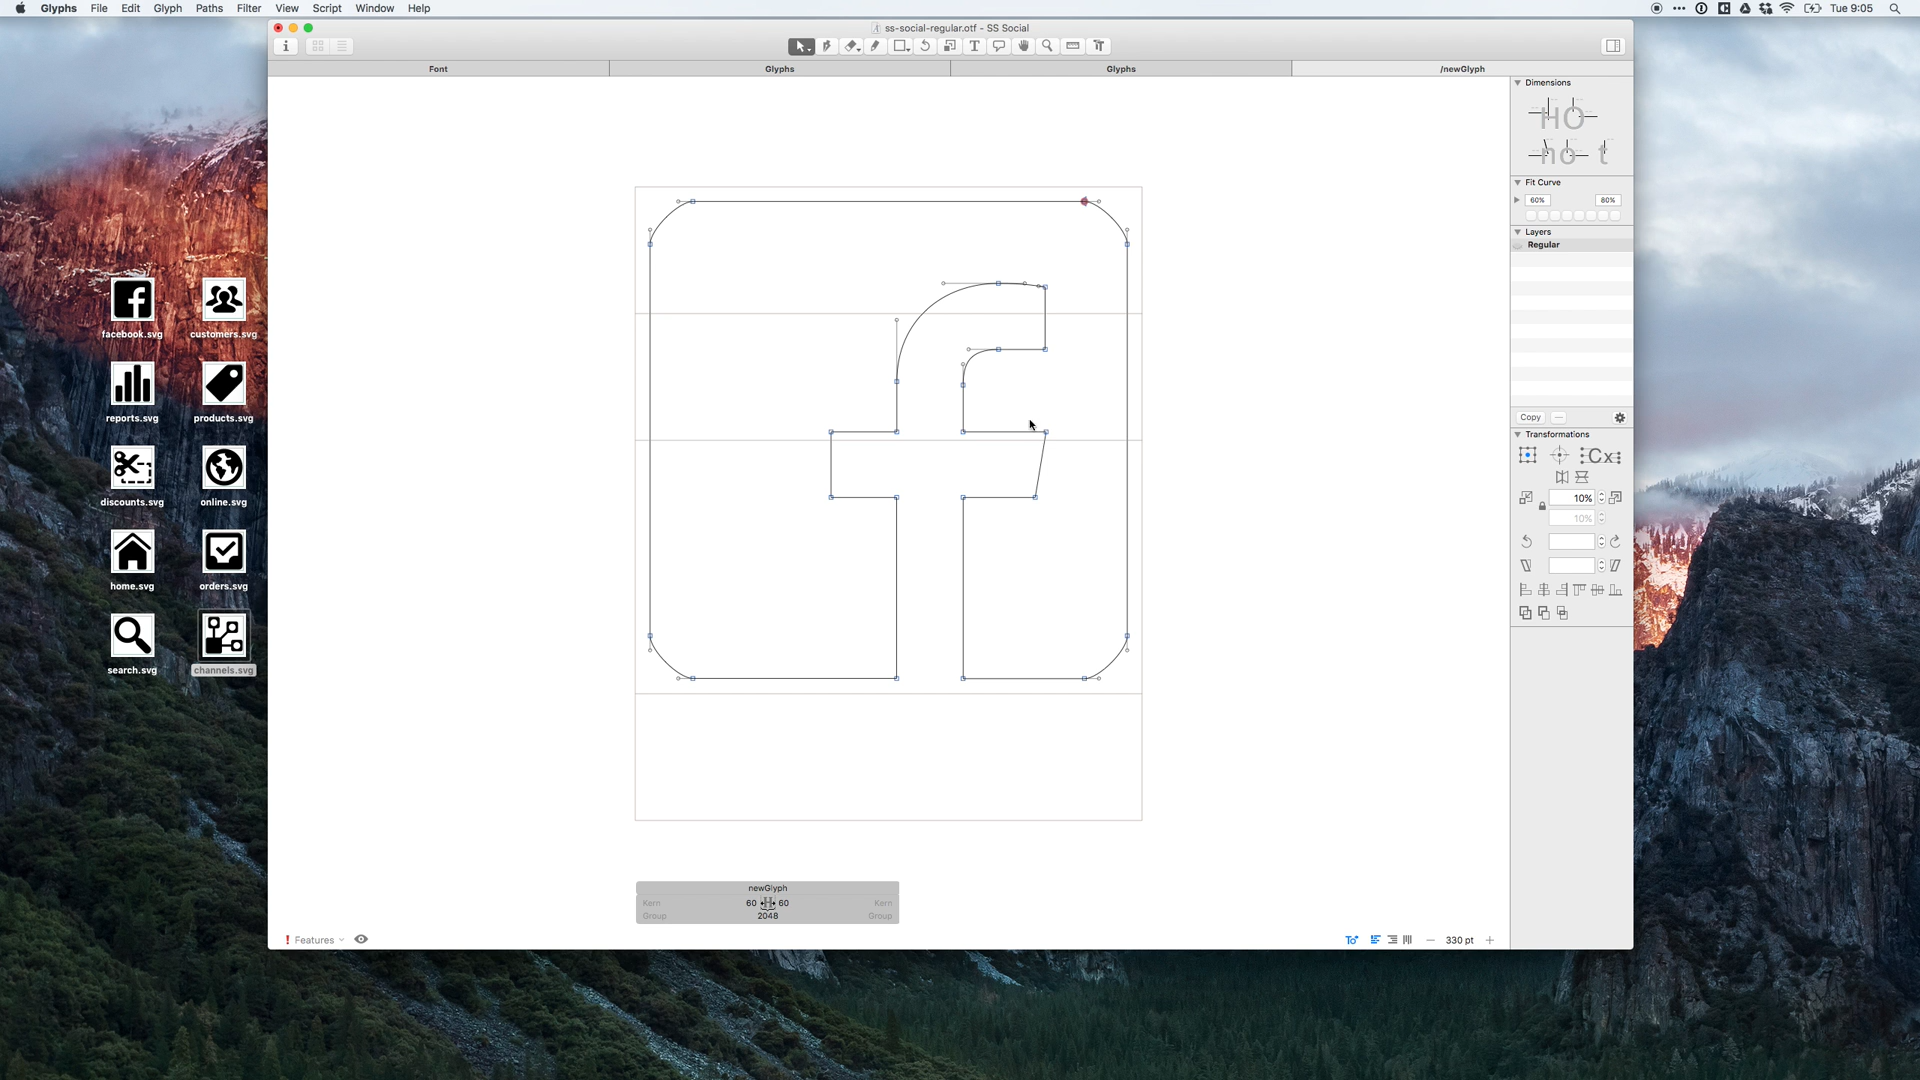 Glyphs File Edit Glyph Paths Filter View Script Window Help
Tue 9:05
ss-social-regular.otf - SS Social
Font Glyphs Glyphs /newGlyph
Dimensions
HO
no t
Fit Curve
60% 80%
Layers
Regular
Copy
Transformations
Cx
10%
10%
facebook.svg customers.svg
reports.svg products.svg
discounts.svg online.svg
home.svg orders.svg
search.svg channels.svg
newGlyph
Kern 60 60 Kern
Group 2048 Group
! Features
330 pt